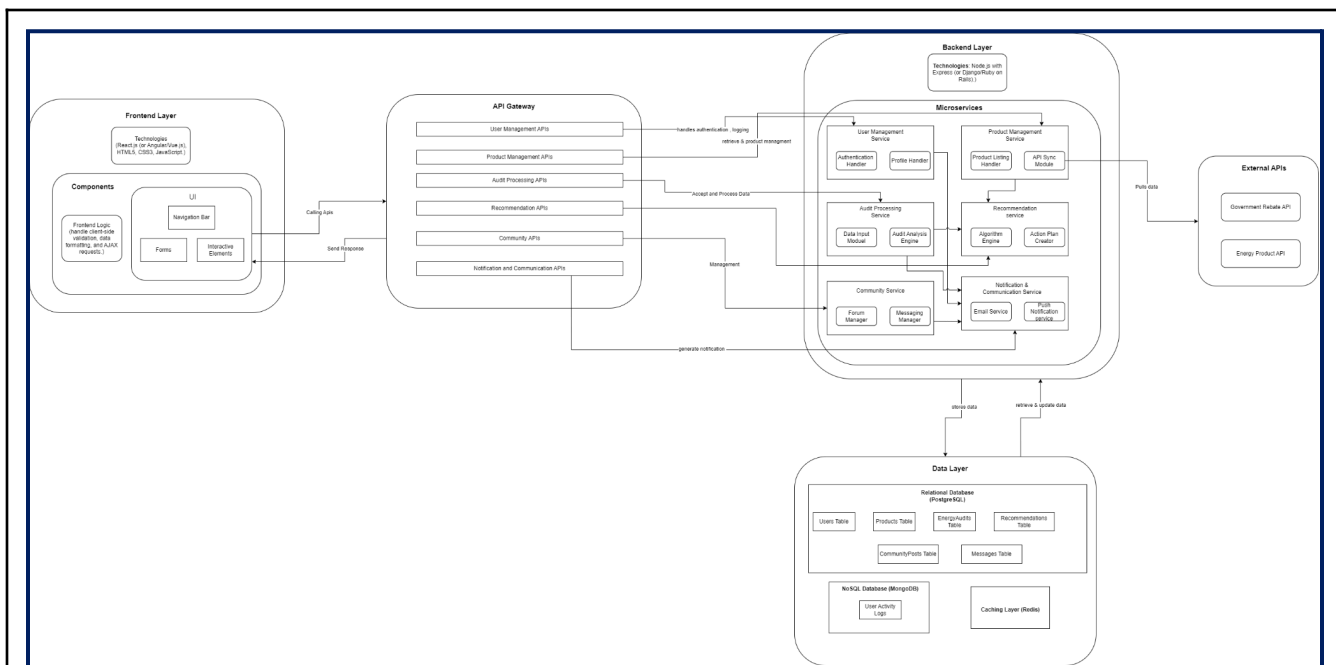 Frontend Layer
Technologies
(React.js (or Angular/Vue.js),
HTML5, CSS3, JavaScript.)
Components
Frontend Logic
(handle client-side
validation, data
formatting, and AJAX
requests.)
UI
Navigation Bar
Forms
Interactive
Elements
Calling Apis
Send Response
API Gateway
User Management APIs
Product Management APIs
Audit Processing APIs
Recommendation APIs
Community APIs
Notification and Communication APIs
handles authentication , logging
retrieve & product managment
Accept and Process Data
Management
generate notification
Backend Layer
Technologies: Node.js with
Express (or Django/Ruby on
Rails).)
Microservices
User Management
Service
Authentication
Handler
Profile Handler
Product Management
Service
Product Listing
Handler
API Sync
Module
Audit Processing
Service
Data Input
Moduel
Audit Analysis
Engine
Recommendation
service
Algorithm
Engine
Action Plan
Creator
Community Service
Forum
Manager
Messaging
Manager
Notification &
Communication Service
Email Service
Push
Notification
service
Pulls data
External APIs
Government Rebate API
Energy Product API
stores data
retrieve & update data
Data Layer
Relational Database
(PostgreSQL)
Users Table
Products Table
EnergyAudits
Table
Recommendations
Table
CommunityPosts Table
Messages Table
NoSQL Database (MongoDB)
User Activity
Logs
Caching Layer (Redis)